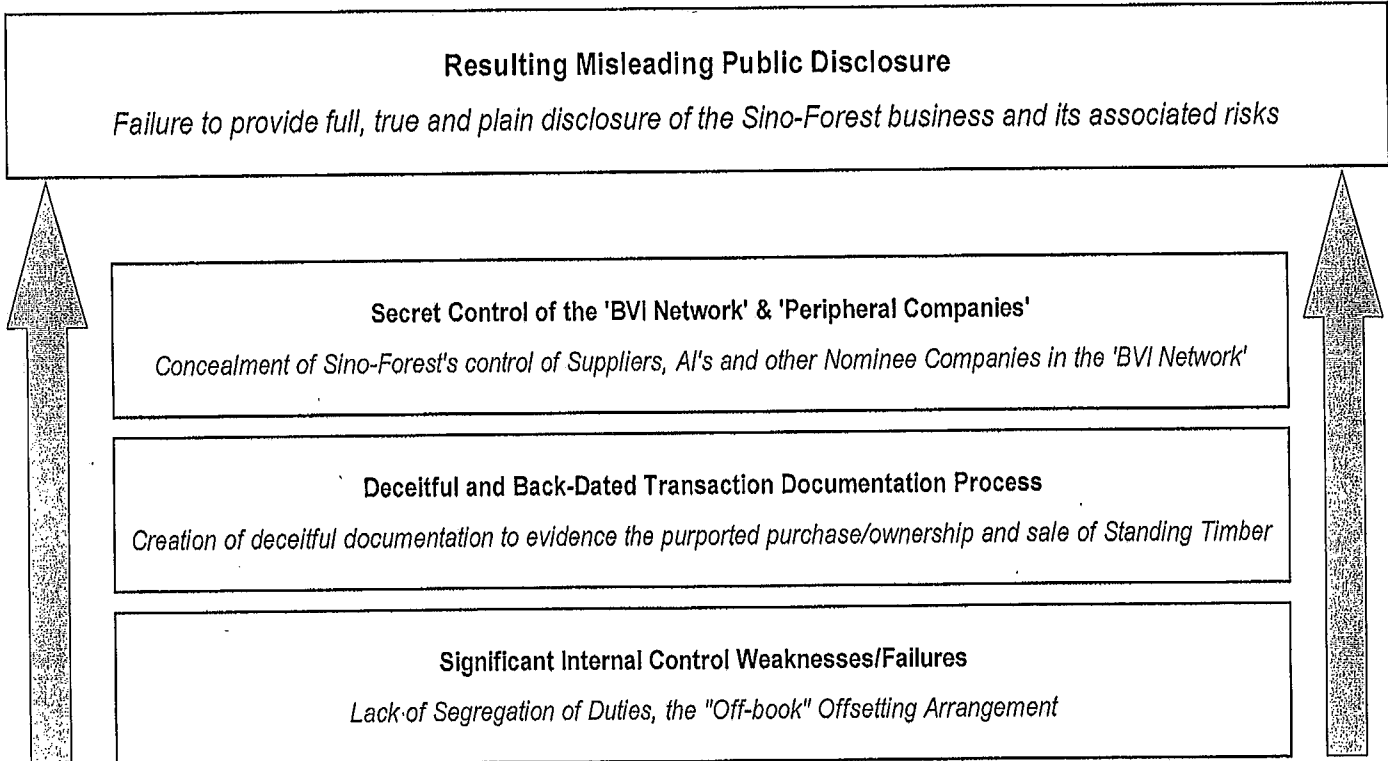 Resulting Misleading Public Disclosure
Failure to provide full, true and plain disclosure of the Sino-Forest business and its associated risks
Secret Control of the 'BVI Network' & 'Peripheral Companies'
Concealment of Sino-Forest's control of Suppliers, AI's and other Nominee Companies in the 'BVI Network'
Deceitful and Back-Dated Transaction Documentation Process
Creation of deceitful documentation to evidence the purported purchase/ownership and sale of Standing Timber
Significant Internal Control Weaknesses/Failures
Lack of Segregation of Duties, the "Off-book" Offsetting Arrangement